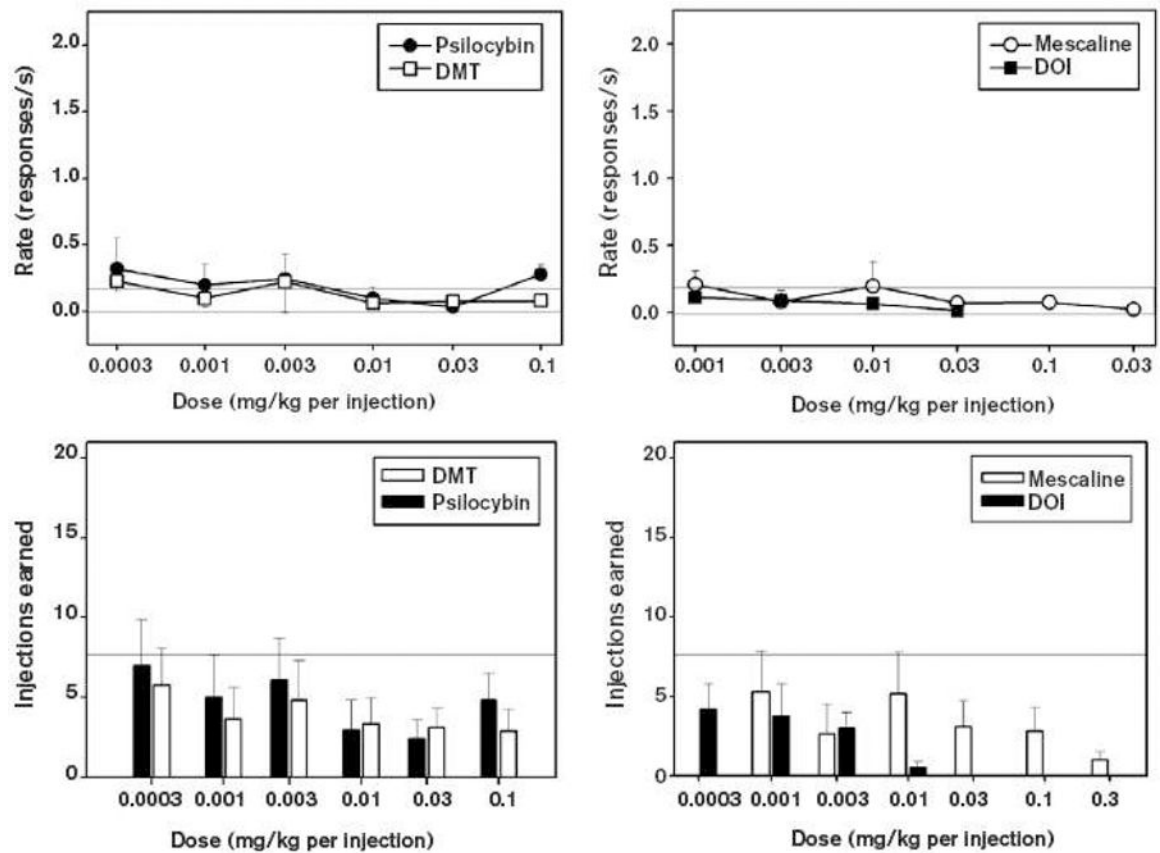 Rate (responses/s)
2.0
1.5
1.0
0.5
0.0
Psilocybin
DMT
0.0003 0.001 0.003 0.01 0.03 0.1
Dose (mg/kg per injection)
Rate (responses/s)
2.0
1.5
1.0
0.5
0.0
Mescaline
DOI
0.001 0.003 0.01 0.03 0.1 0.03
Dose (mg/kg per injection)
Injections earned
20
15
10
5
0
DMT
Psilocybin
0.0003 0.001 0.003 0.01 0.03 0.1
Dose (mg/kg per injection)
Injections earned
20
15
10
5
0
Mescaline
DOI
0.0003 0.001 0.003 0.01 0.03 0.1 0.3
Dose (mg/kg per injection)